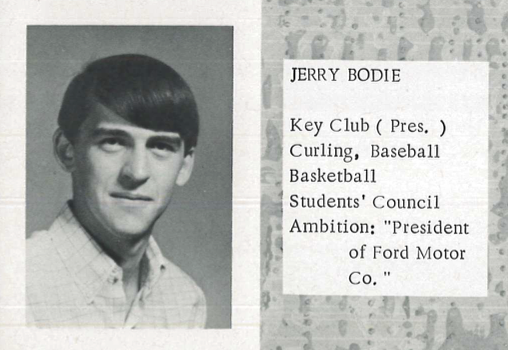 JERRY BODIE
Key Club ( Pres. )
Curling, Baseball
Basketball
Students' Council
Ambition: "President
of Ford Motor
Co. "